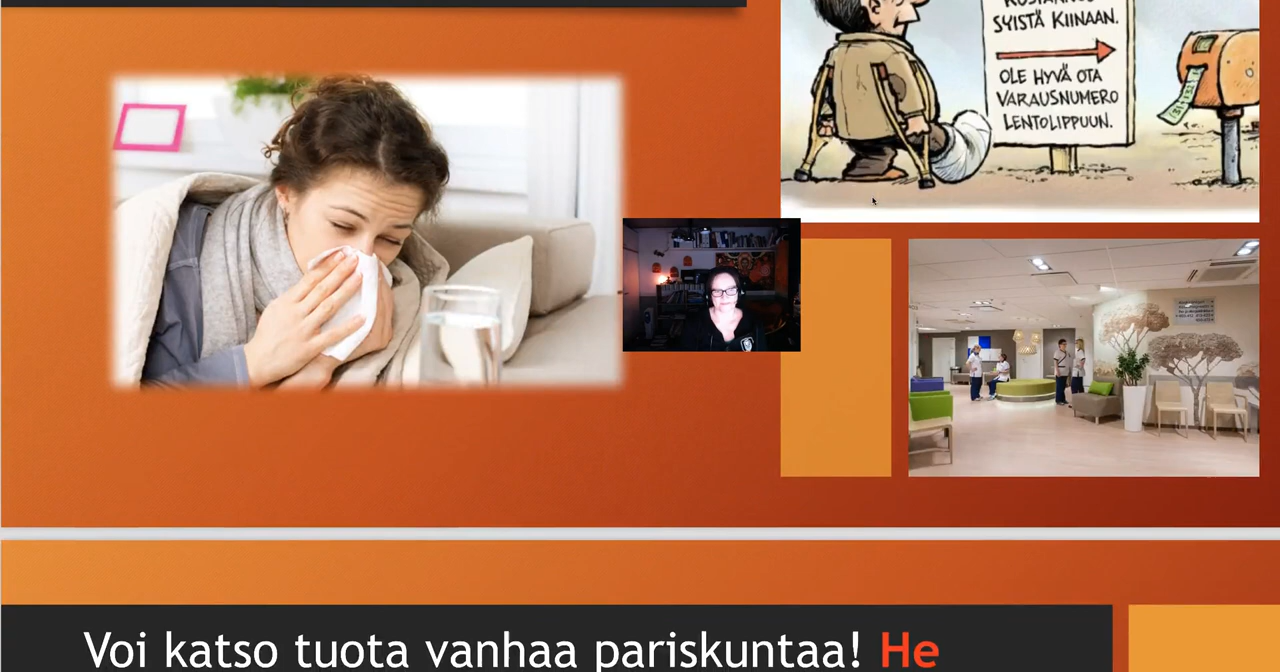 SYISTÄ KIINAAN.
OLE HYVÄ OTA
VARAUSNUMERO
LENTOLIPPUUN.
Voi katso tuota vanhaa pariskuntaa! He